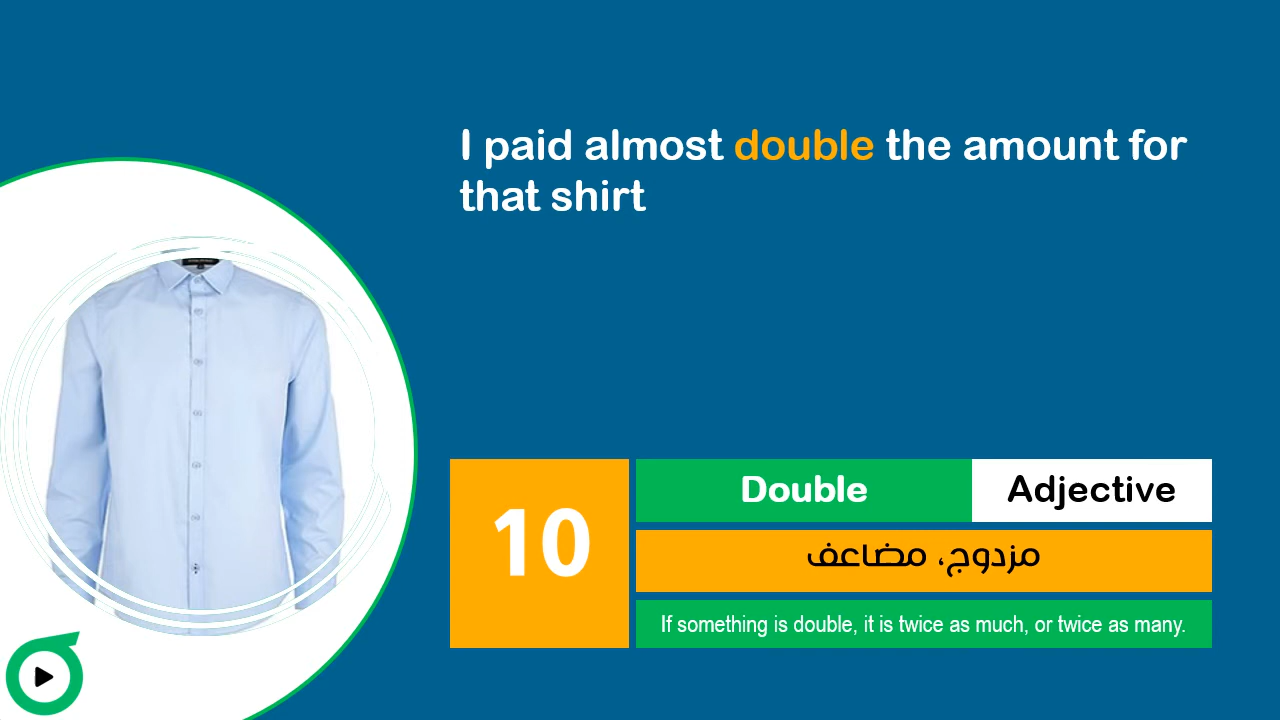 I paid almost double the amount for
that shirt
10
Double
Adjective
مزدوج، مضاعف
If something is double, it is twice as much, or twice as many.